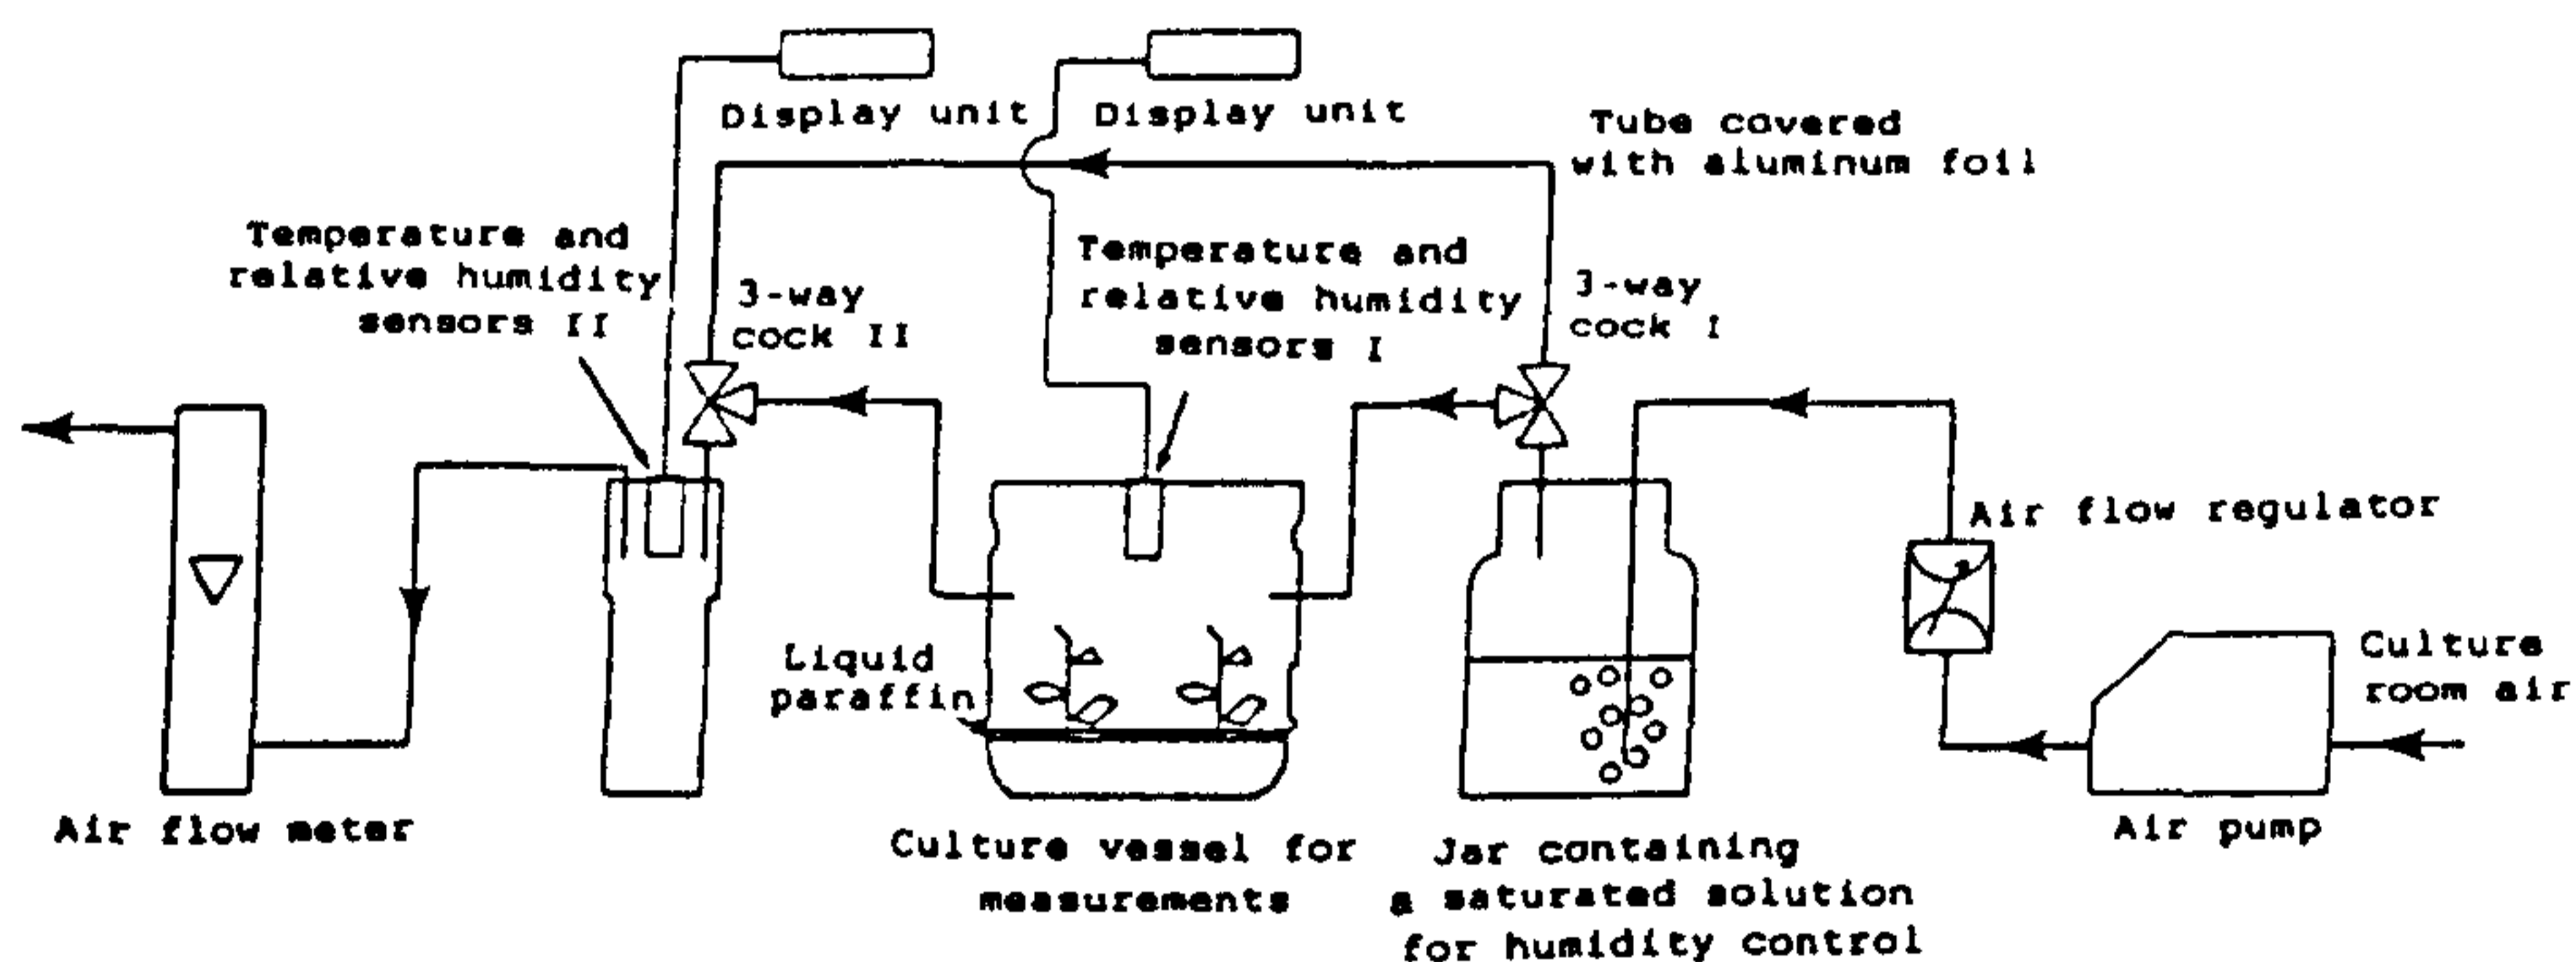 Display unit
Display unit
Tube covered
with aluminum foil
Temperature and
relative humidity
sensors II
3-way
cock II
Temperature and
relative humidity
sensors I
3-way
cock I
Air flow regulator
Liquid
paraffin
Culture
room air
Air flow meter
Culture vessel for
measurements
Jar containing
a saturated solution
for humidity control
Air pump